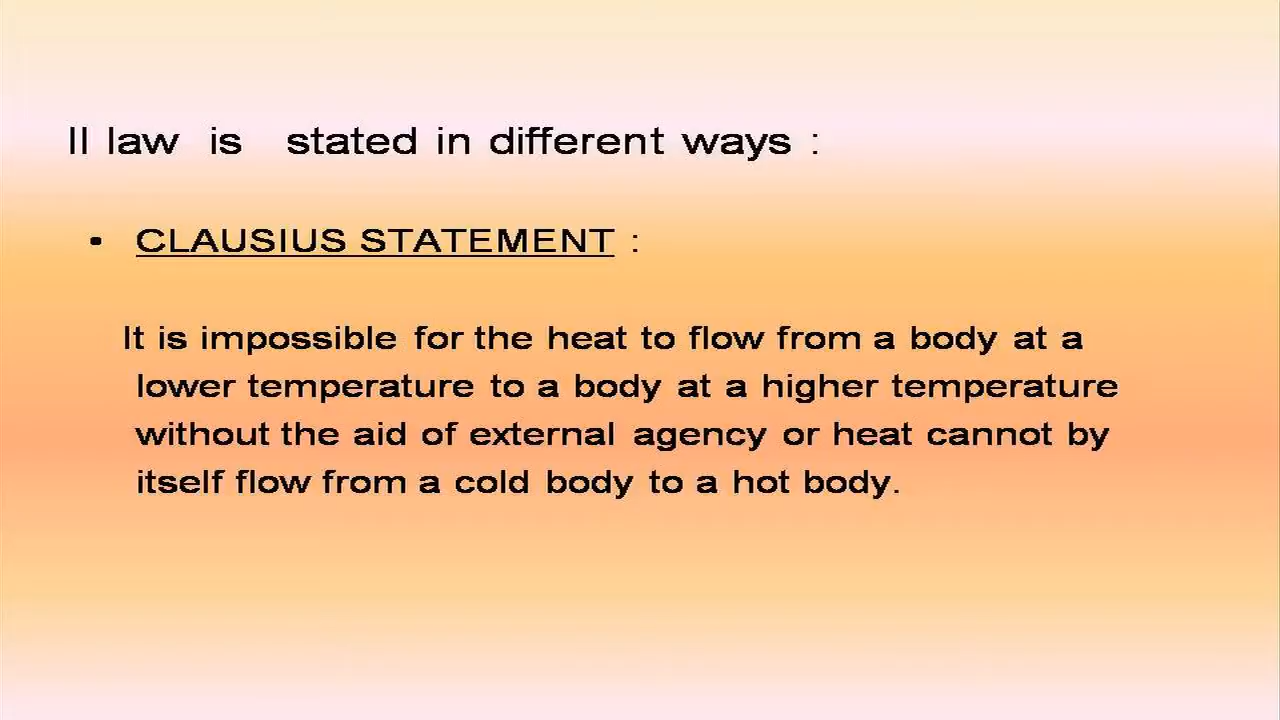 II law is stated in different ways :
• CLAUSIUS STATEMENT :
It is impossible for the heat to flow from a body at a
lower temperature to a body at a higher temperature
without the aid of external agency or heat cannot by
itself flow from a cold body to a hot body.